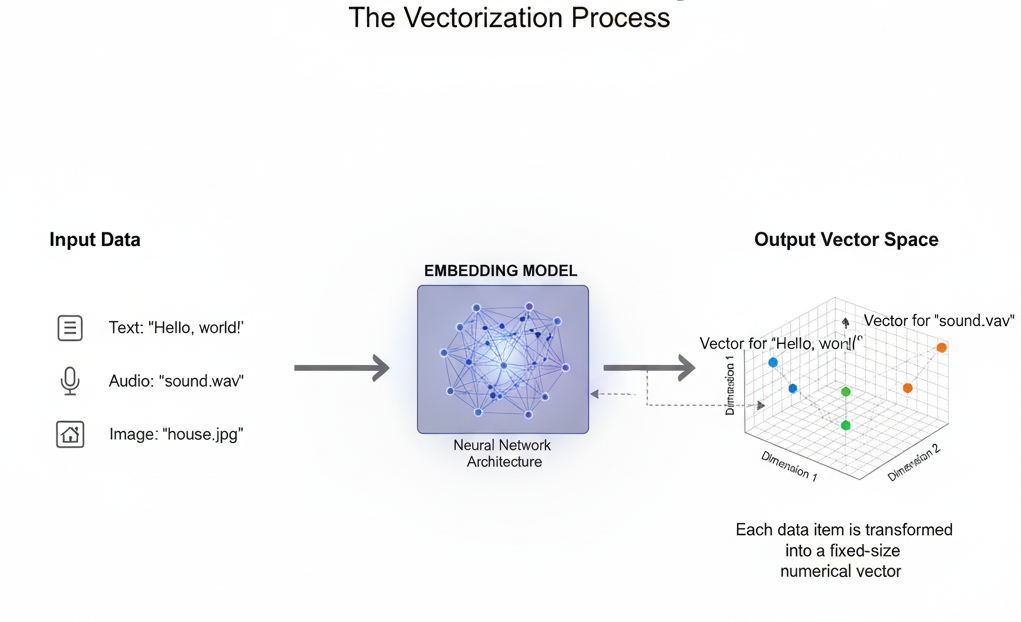 The Vectorization Process
Input Data
Text: "Hello, world!'
Audio: "sound.wav"
Image: "house.jpg"
EMBEDDING MODEL
Neural Network
Architecture
Output Vector Space
Vector for "sound.vav"
Vector for "Hello,
Dimension 1
Dimension 1
Dimension 2
Each data item is transformed
into a fixed-size
numerical vector